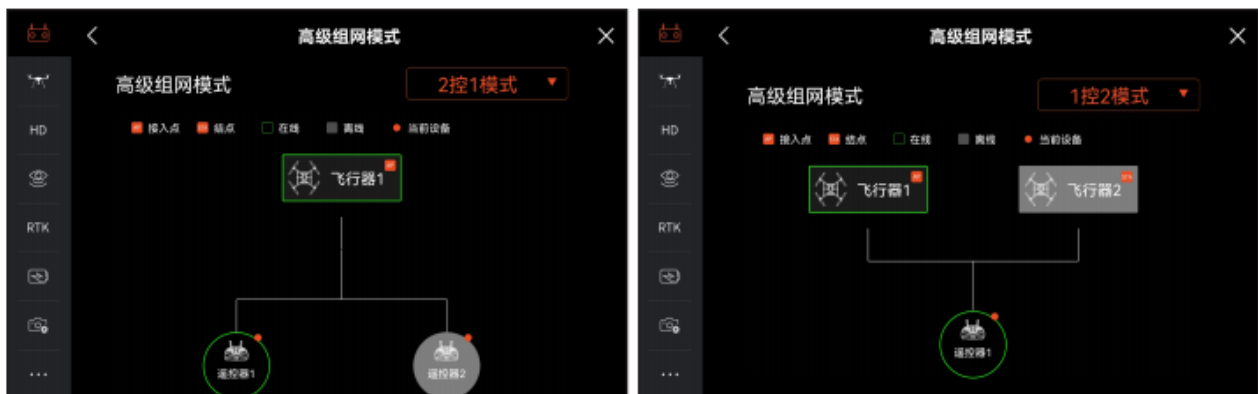 高级组网模式
高级组网模式
2控1模式
接入点 结点 在线 离线 当前设备
HD
飞行器1
RTK
遥控器1
遥控器2
高级组网模式
高级组网模式
1控2模式
接入点 结点 在线 离线 当前设备
HD
飞行器1
飞行器2
RTK
遥控器1